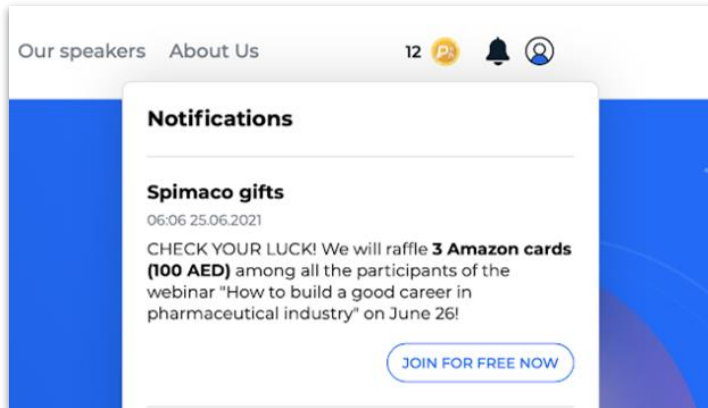 Our speakers About Us 12
Notifications
Spimaco gifts
06:06 25.06.2021
CHECK YOUR LUCK! We will raffle 3 Amazon cards
(100 AED) among all the participants of the
webinar "How to build a good career in
pharmaceutical industry" on June 26!
JOIN FOR FREE NOW